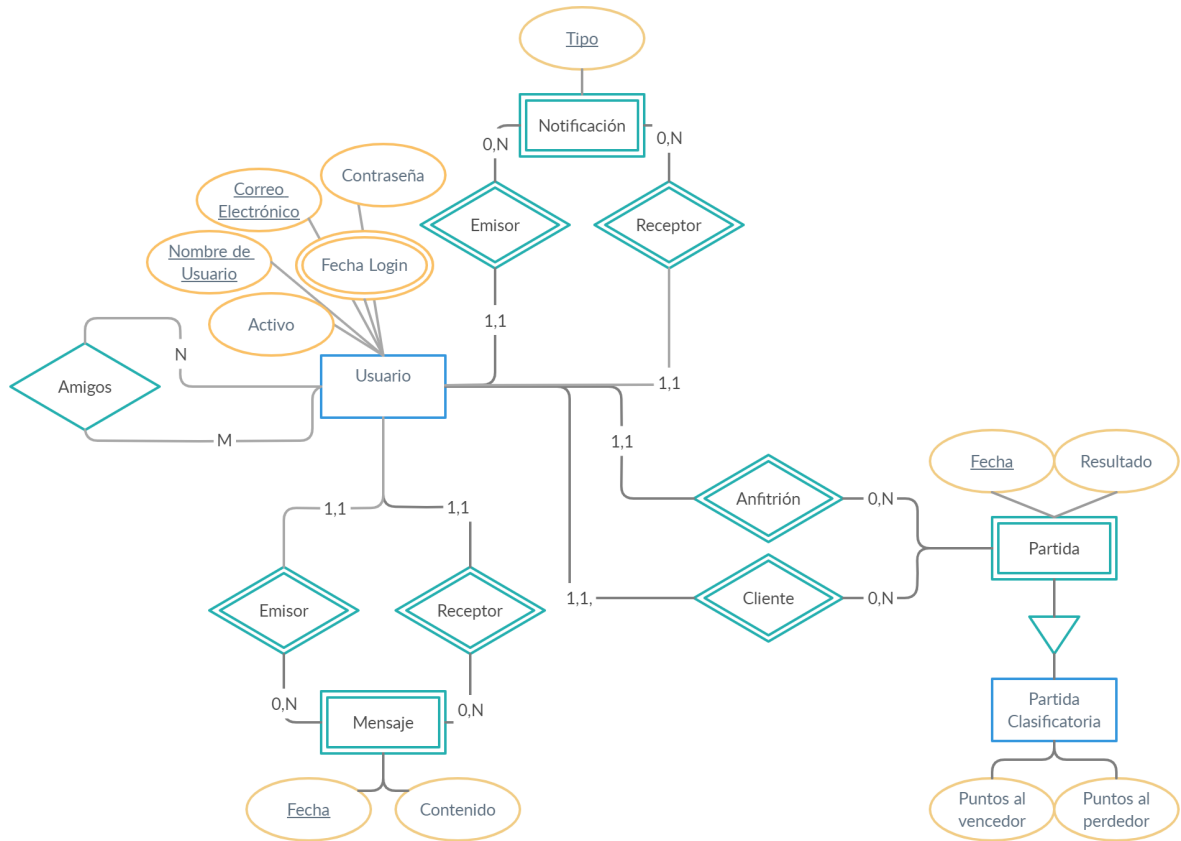 Tipo
Notificación
0,N
0,N
Emisor
Receptor
Contraseña
Correo
Electrónico
Nombre de
Usuario
Fecha Login
Activo
1,1
N
Usuario
1,1
Amigos
M
1,1
Fecha
Resultado
Anfitrión
0,N
1,1
1,1
Partida
Emisor
Receptor
1,1,
Cliente
0,N
0,N
0,N
Mensaje
Partida
Clasificatoria
Fecha
Contenido
Puntos al
vencedor
Puntos al
perdedor